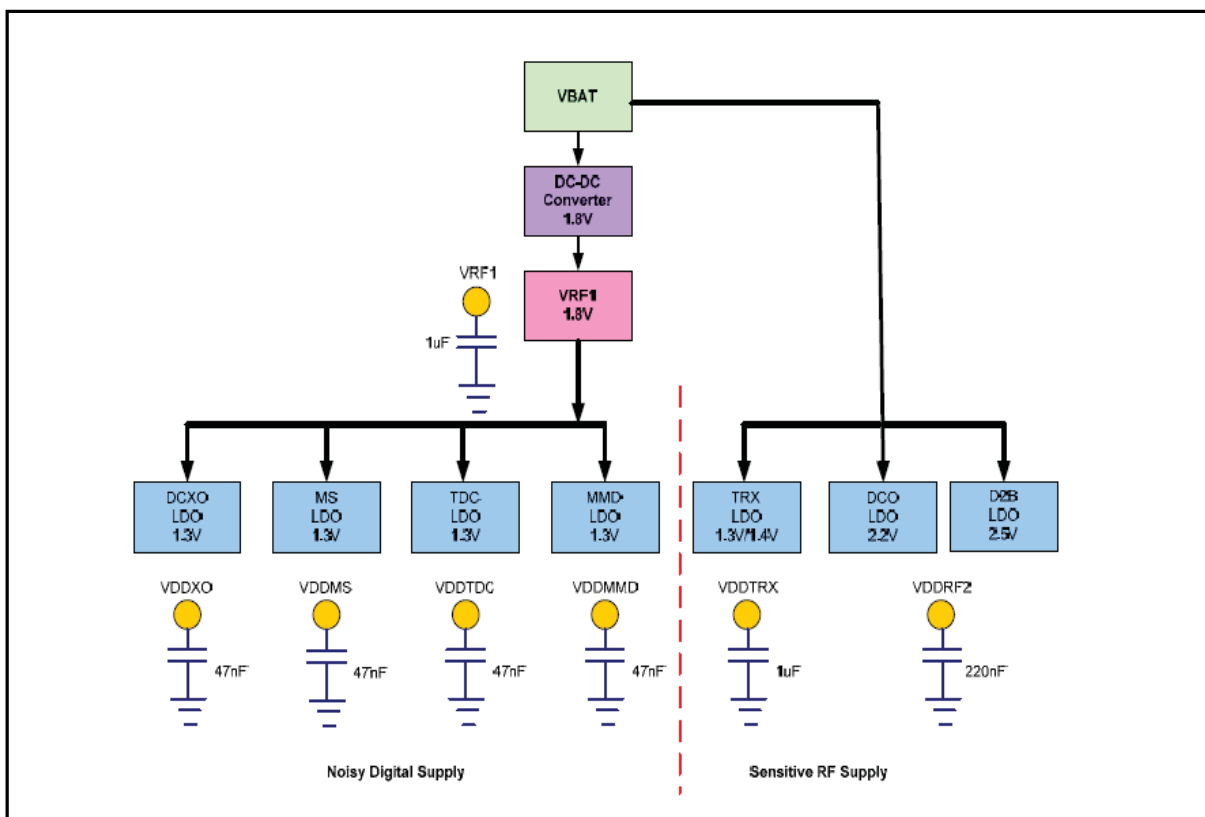 VBAT
DC-DC
Converter
1.8V
VRF1
1.8V
VRF1
1uF
DCXO
LDO
1.3V
MS
LDO
1.3V
TDC
LDO
1.3V
MMD
LDO
1.3V
TRX
LDO
1.3V/1.4V
DCO
LDO
2.2V
D2B
LDO
2.5V
VDDXO
47nF
VDDMS
47nF
VDDTDC
47nF
VDDMMD
47nF
VDDTRX
1uF
VDDRF2
220nF
Noisy Digital Supply
Sensitive RF Supply